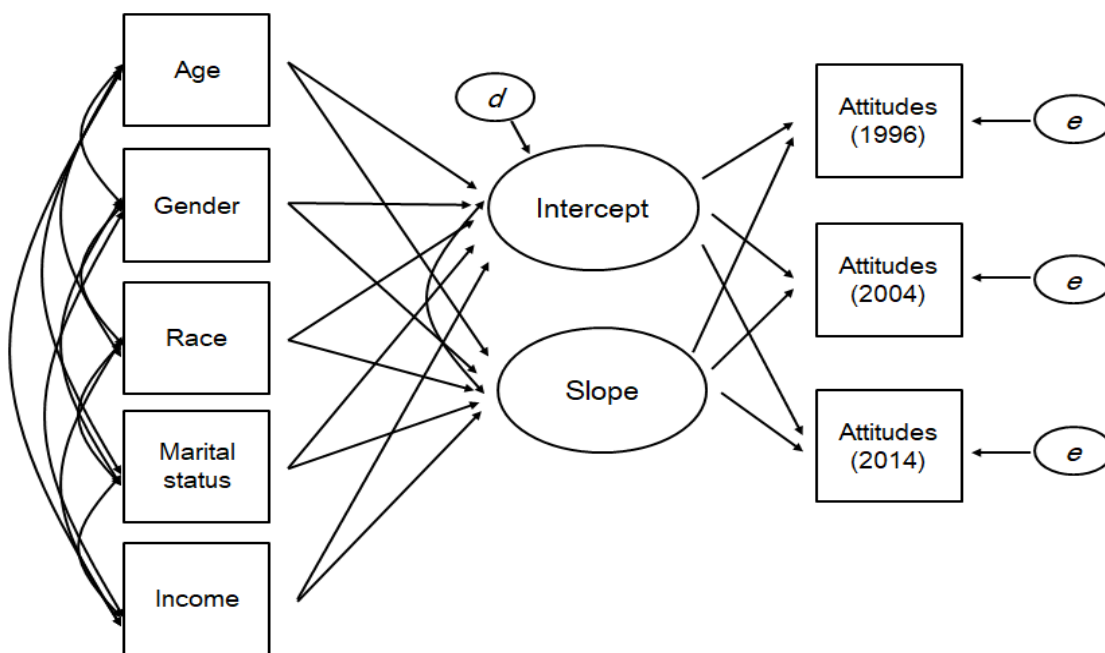 Age
Gender
Race
Marital
status
Income
d
Intercept
Slope
Attitudes
(1996)
e
Attitudes
(2004)
e
Attitudes
(2014)
e